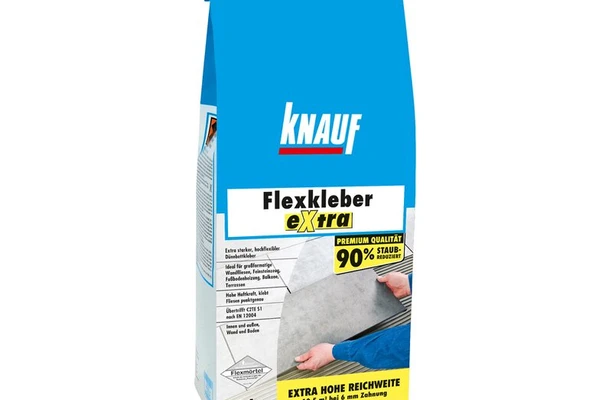 KNAUF
Flexkleber
eXtra
PREMIUM QUALITÄT
90% STAUB-
REDUZIERT
Extra starker, hochflexibler
Dünnbettkleber
Ideal für großformatige
Wandfliesen, Feinsteinzeug,
Fußbodenheizung, Balkone,
Terrassen
Hohe Haftkraft, klebt
Fliesen punktgenau
Übertrifft C2TE S1
nach EN 12004
Innen und außen,
Wand und Boden
Flexmörtel
EXTRA HOHE REICHWEITE
m² bei 6 mm Zahnung